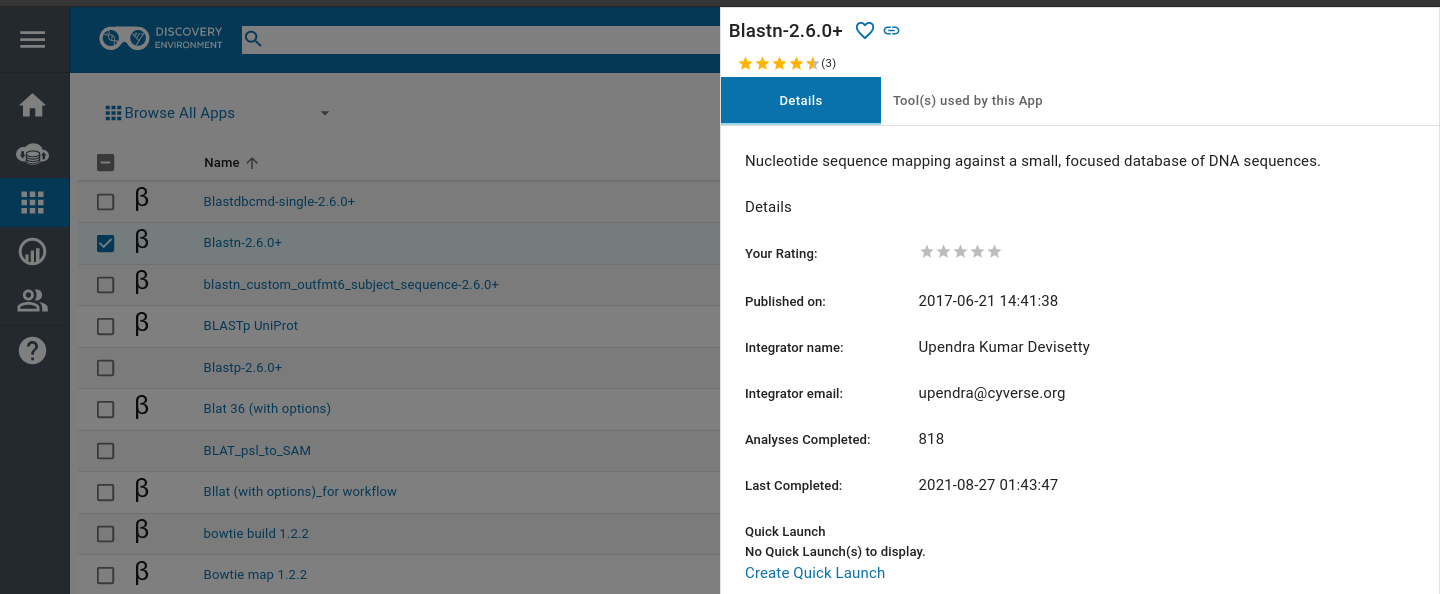 DISCOVERY
ENVIRONMENT
Browse All Apps
Name
β Blastdbcmd-single-2.6.0+
β Blastn-2.6.0+
β blastn_custom_outfmt6_subject_sequence-2.6.0+
β BLASTp UniProt
Blastp-2.6.0+
β Blat 36 (with options)
BLAT_psl_to_SAM
β Bllat (with options)_for workflow
β bowtie build 1.2.2
β Bowtie map 1.2.2
Blastn-2.6.0+
(3)
Details Tool(s) used by this App
Nucleotide sequence mapping against a small, focused database of DNA sequences.
Details
Your Rating:
Published on: 2017-06-21 14:41:38
Integrator name: Upendra Kumar Devisetty
Integrator email: upendra@cyverse.org
Analyses Completed: 818
Last Completed: 2021-08-27 01:43:47
Quick Launch
No Quick Launch(s) to display.
Create Quick Launch